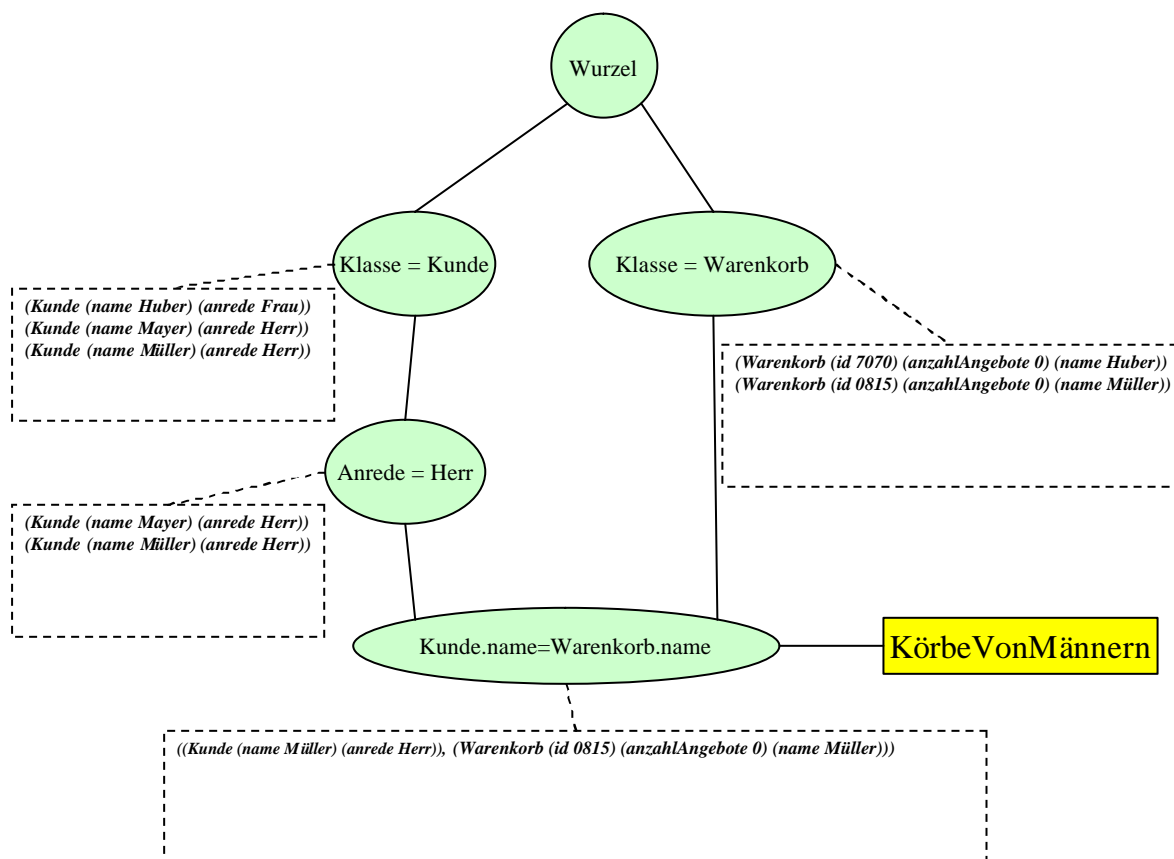 Wurzel
Klasse = Kunde
Klasse = Warenkorb
(Kunde (name Huber) (anrede Frau))
(Kunde (name Mayer) (anrede Herr))
(Kunde (name Müller) (anrede Herr))
(Warenkorb (id 7070) (anzahlAngebote 0) (name Huber))
(Warenkorb (id 0815) (anzahlAngebote 0) (name Müller))
Anrede = Herr
(Kunde (name Mayer) (anrede Herr))
(Kunde (name Müller) (anrede Herr))
Kunde.name=Warenkorb.name
KörbeVonMännern
((Kunde (name Müller) (anrede Herr)), (Warenkorb (id 0815) (anzahlAngebote 0) (name Müller)))